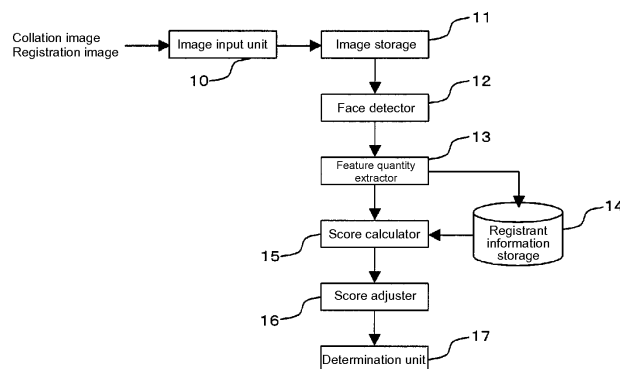 Collation image
Registration image
Image input unit
10
Image storage
11
Face detector
12
Feature quantity
extractor
13
Registrant
information
storage
14
Score calculator
15
Score adjuster
16
Determination unit
17